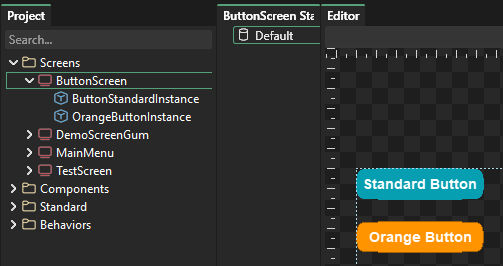 Project
ButtonScreen Sta
Editor
Search...
Default
Screens
ButtonScreen
ButtonStandardInstance
OrangeButtonInstance
DemoScreenGum
MainMenu
TestScreen
Components
Standard
Behaviors
Standard Button
Orange Button